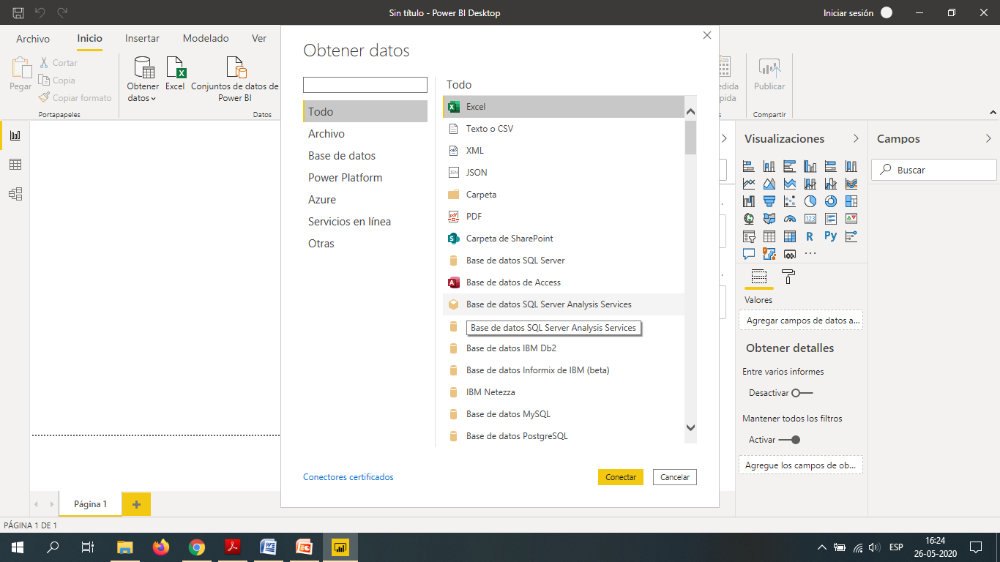 Sin título - Power BI Desktop
Iniciar sesión
Archivo
Inicio
Insertar
Modelado
Ver
Pegar
Cortar
Copia
Copiar formato
Portapapeles
Obtener
datos
Excel
Conjuntos de datos de
Power BI
Datos
Publicar
Compartir
Obtener datos
Todo
Archivo
Base de datos
Power Platform
Azure
Servicios en línea
Otras
Todo
Excel
Texto o CSV
XML
JSON
Carpeta
PDF
Carpeta de SharePoint
Base de datos SQL Server
Base de datos de Access
Base de datos SQL Server Analysis Services
Base de datos SQL Server Analysis Services
Base de datos IBM Db2
Base de datos Informix de IBM (beta)
IBM Netezza
Base de datos MySQL
Base de datos PostgreSQL
Conectores certificados
Conectar
Cancelar
Visualizaciones
Campos
Buscar
Valores
Agregar campos de datos a...
Obtener detalles
Entre varios informes
Desactivar
Mantener todos los filtros
Activar
Agregue los campos de ob...
Página 1
PÁGINA 1 DE 1
ESP
16:24
26-05-2020